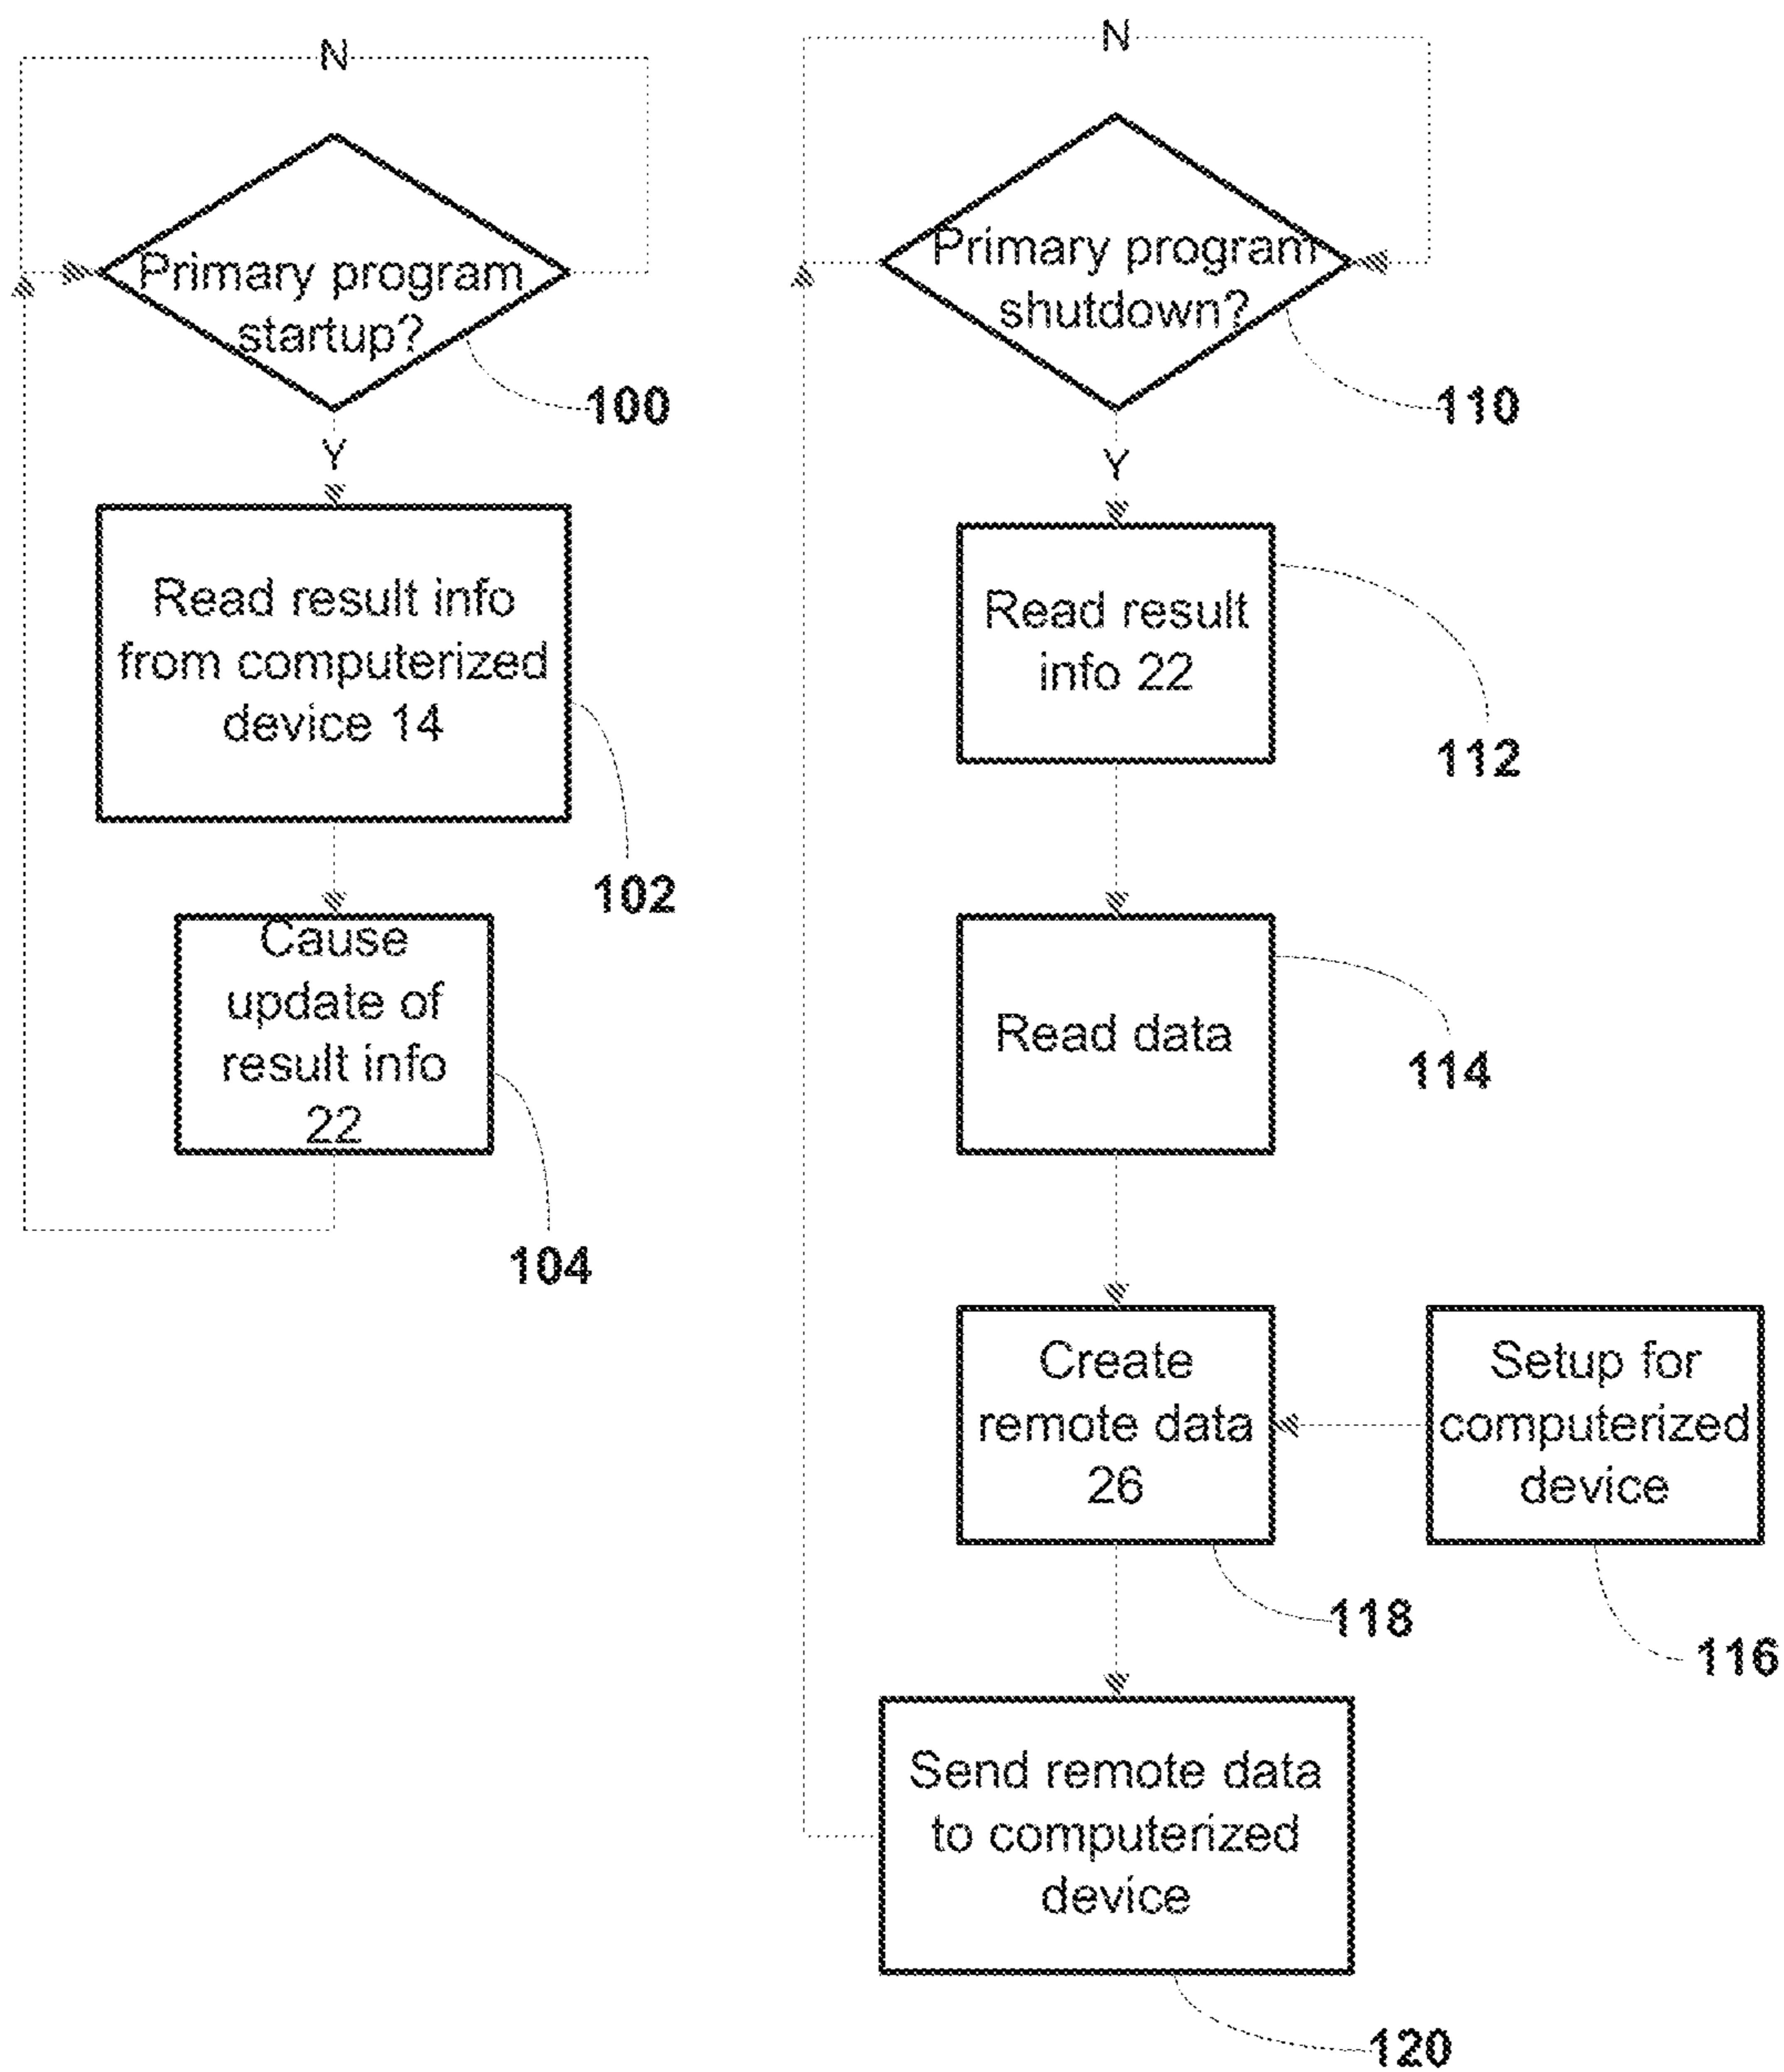 N
Primary program
startup?
100
Y
Read result info
from computerized
device 14
102
Cause
update of
result info
22
104
N
Primary program
shutdown?
110
Y
Read result
info 22
112
Read data
114
Create
remote data
26
118
Setup for
computerized
device
116
Send remote data
to computerized
device
120